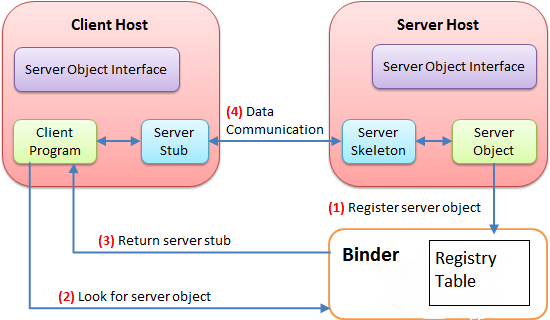 Client Host
Server Host
Server Object Interface
Server Object Interface
(4) Data
Communication
Client
Program
Server
Stub
Server
Skeleton
Server
Object
(1) Register server object
(3) Return server stub
Binder
Registry
Table
(2) Look for server object